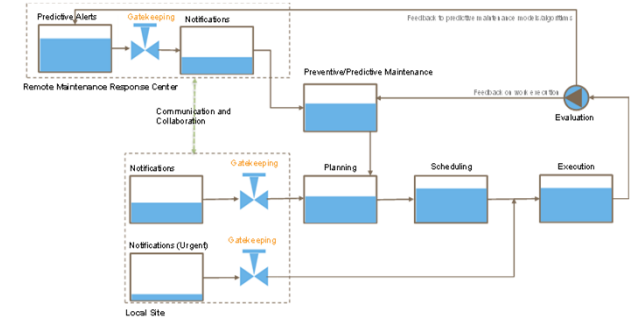 Predictive Alerts
Gatekeeping
Notifications
Feedback to predictive maintenance models/algorithms
Remote Maintenance Response Center
Preventive/Predictive Maintenance
Feedback on work execution
Evaluation
Communication and
Collaboration
Notifications
Gatekeeping
Planning
Scheduling
Execution
Notifications (Urgent)
Gatekeeping
Local Site